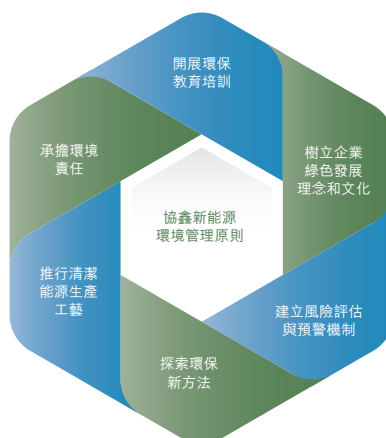 開展環保
教育培訓
樹立企業
綠色發展
理念和文化
建立風險評估
與預警機制
探索環保
新方法
推行清潔
能源生產
工藝
承擔環境
責任
協鑫新能源
環境管理原則